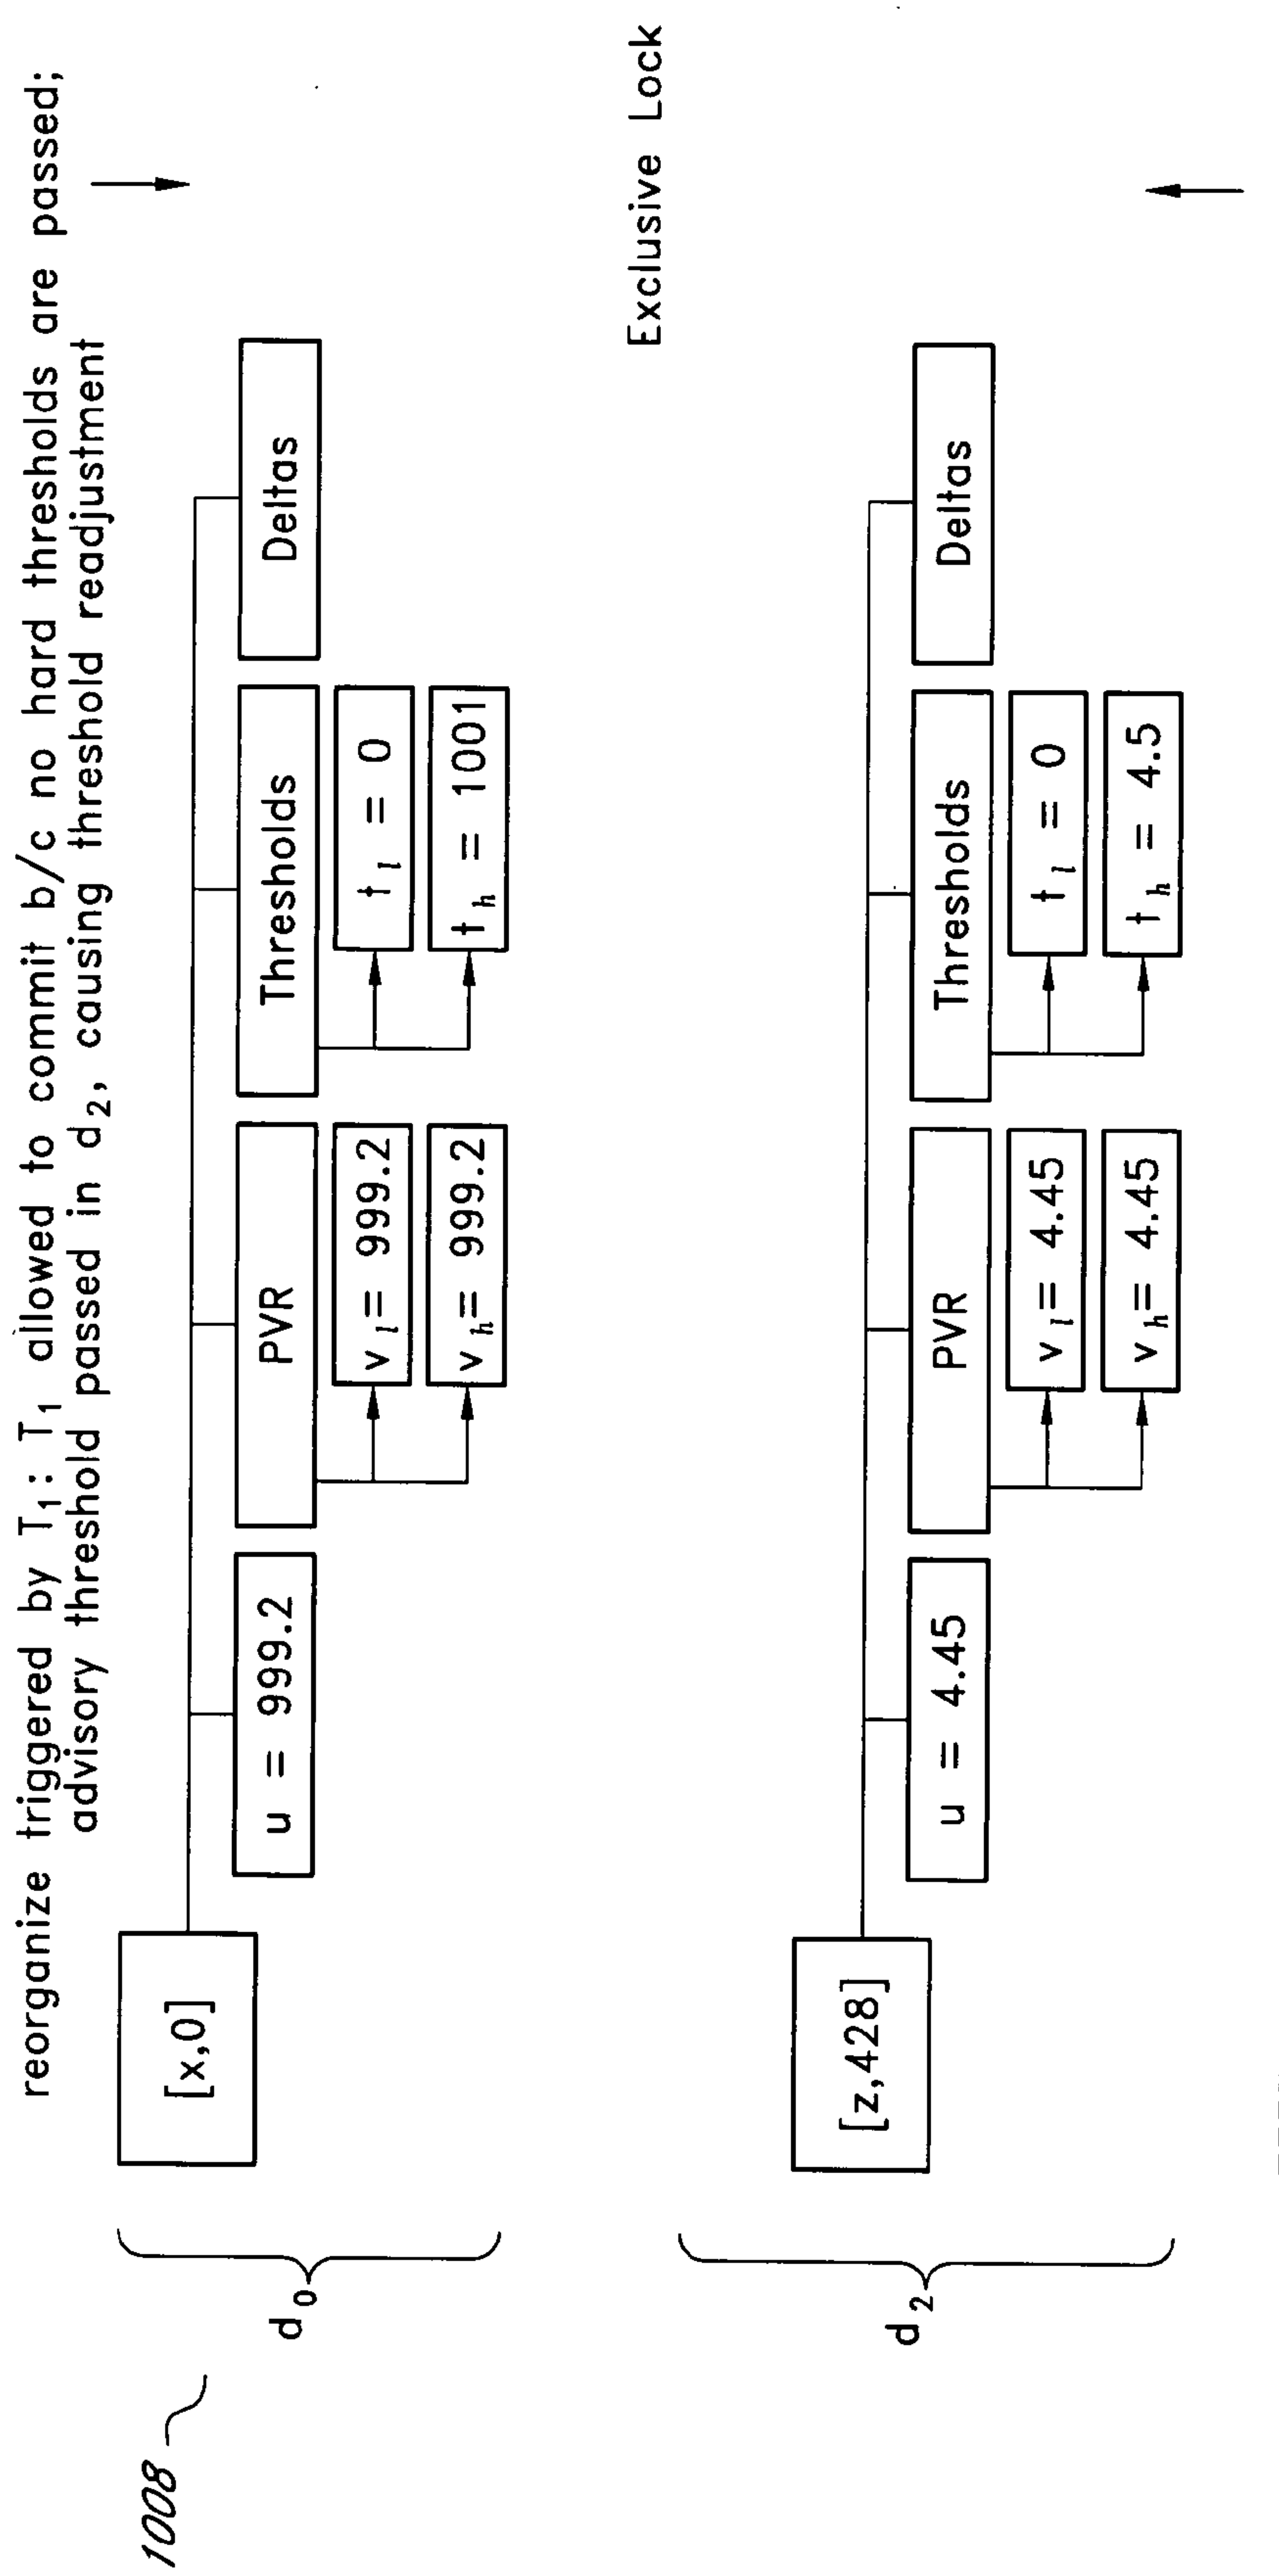 reorganize triggered by T1: T1 allowed to commit b/c no hard thresholds are passed;
advisory threshold passed in d2, causing threshold readjustment
1008
d0
[x,0]
u = 999.2
PVR
vl= 999.2
vh= 999.2
Thresholds
tl = 0
th = 1001
Deltas
Exclusive Lock
d2
[z,428]
u = 4.45
PVR
vl= 4.45
vh= 4.45
Thresholds
tl = 0
th = 4.5
Deltas